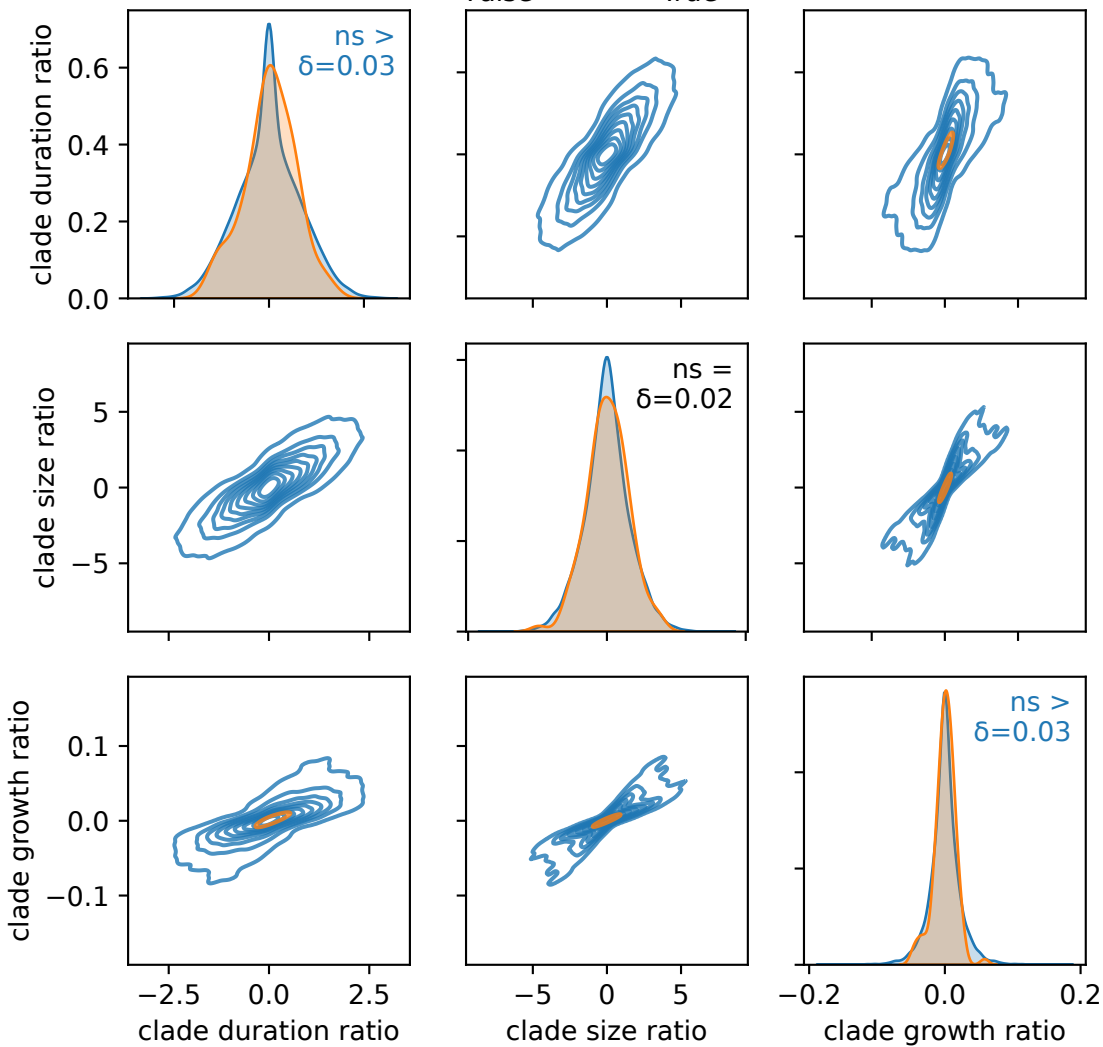 clade duration ratio
0.6
0.4
0.2
0.0
ns >
δ=0.03
clade size ratio
5
0
−5
ns =
δ=0.02
clade growth ratio
0.1
0.0
−0.1
ns >
δ=0.03
−2.5 0.0 2.5
−5 0 5
−0.2 0.0 0.2
clade duration ratio
clade size ratio
clade growth ratio